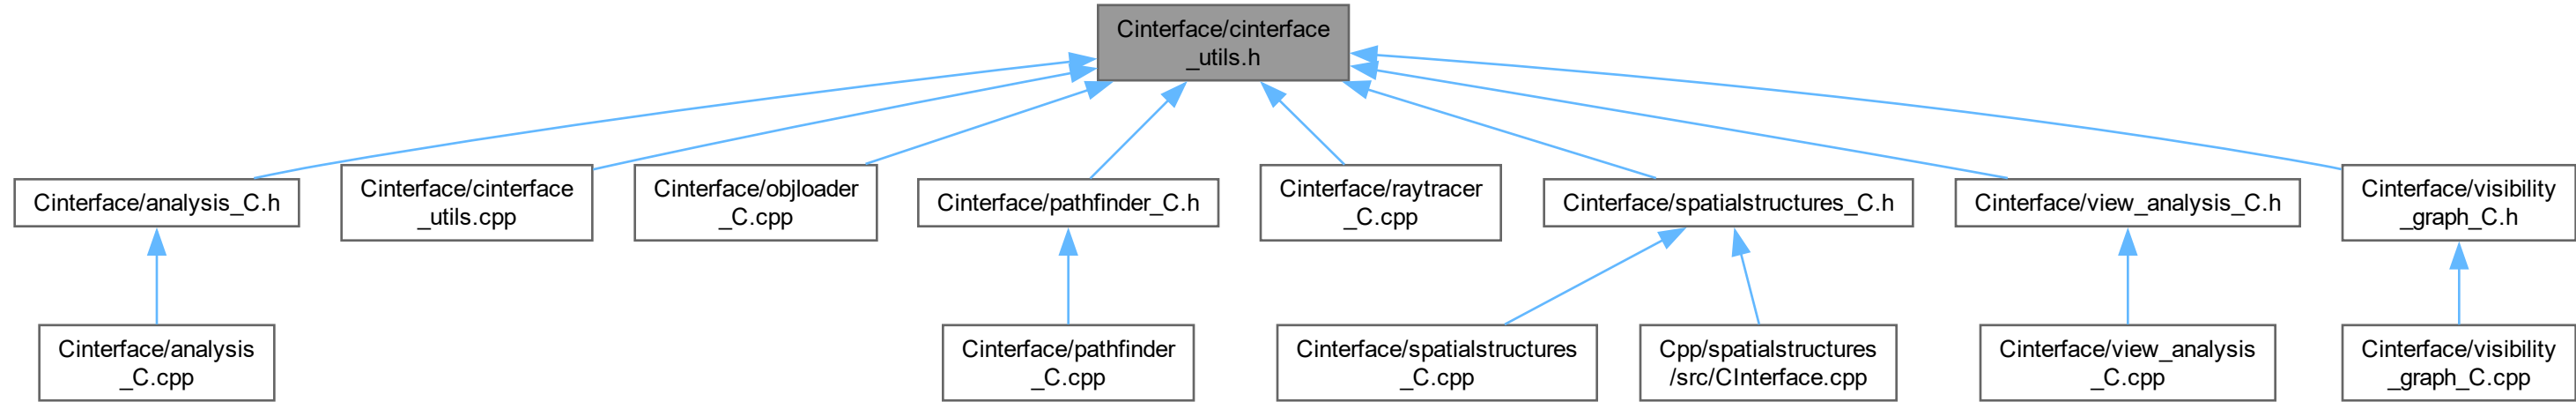 Cinterface/cinterface
_utils.h
Cinterface/analysis_C.h
Cinterface/cinterface
_utils.cpp
Cinterface/objloader
_C.cpp
Cinterface/pathfinder_C.h
Cinterface/raytracer
_C.cpp
Cinterface/spatialstructures_C.h
Cinterface/view_analysis_C.h
Cinterface/visibility
_graph_C.h
Cinterface/analysis
_C.cpp
Cinterface/pathfinder
_C.cpp
Cinterface/spatialstructures
_C.cpp
Cpp/spatialstructures
/src/CInterface.cpp
Cinterface/view_analysis
_C.cpp
Cinterface/visibility
_graph_C.cpp